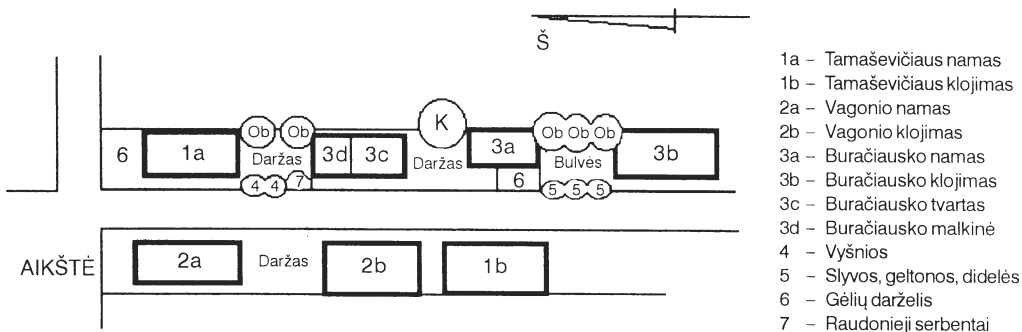 Š
K
Ob Ob Ob Ob Ob
6 1a Daržas 3d 3c Daržas 3a Bulvės 3b
4 4 7 6 5 5 5
AIKŠTĖ 2a Daržas 2b 1b
1a – Tamaševičiaus namas
1b – Tamaševičiaus klojimas
2a – Vagonio namas
2b – Vagonio klojimas
3a – Buračiausko namas
3b – Buračiausko klojimas
3c – Buračiausko tvartas
3d – Buračiausko malkinė
4 – Vyšnios
5 – Slyvos, geltonos, didelės
6 – Gėlių darželis
7 – Raudonieji serbentai